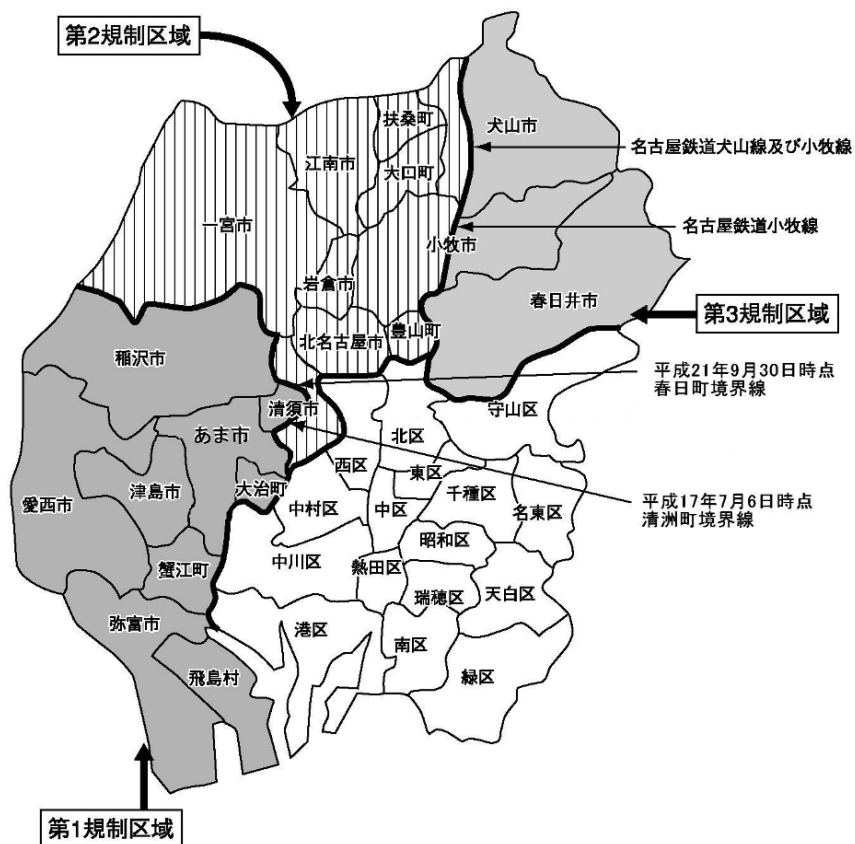 第2規制区域
扶桑町
犬山市
名古屋鉄道犬山線及び小牧線
江南市
大口町
一宮市
小牧市
名古屋鉄道小牧線
岩倉市
春日井市
第3規制区域
北名古屋市
豊山町
稲沢市
平成21年9月30日時点
春日町境界線
清須市
守山区
あま市
北区
西区
東区
大治町
千種区
津島市
愛西市
中村区
中区
名東区
平成17年7月6日時点
清洲町境界線
昭和区
蟹江町
中川区
熱田区
瑞穂区
天白区
弥富市
港区
南区
飛島村
緑区
第1規制区域